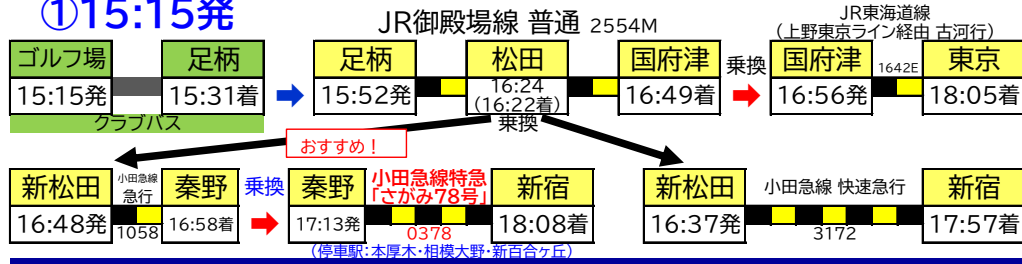 ①15:15発
JR御殿場線 普通 2554M
JR東海道線
(上野東京ライン経由 古河行)
ゴルフ場 足柄 足柄 松田 国府津 乗換 国府津 1642E 東京
15:15発 15:31着 15:52発 16:24 16:49着 16:56発 18:05着
(16:22着)
クラブバス 乗換
おすすめ！
新松田 小田急線 急行 秦野 乗換 秦野 小田急線特急 「さがみ78号」 新宿 新松田 小田急線 快速急行 新宿
16:48発 1058 16:58着 17:13発 0378 18:08着 16:37発 3172 17:57着
(停車駅：本厚木・相模大野・新百合ヶ丘)